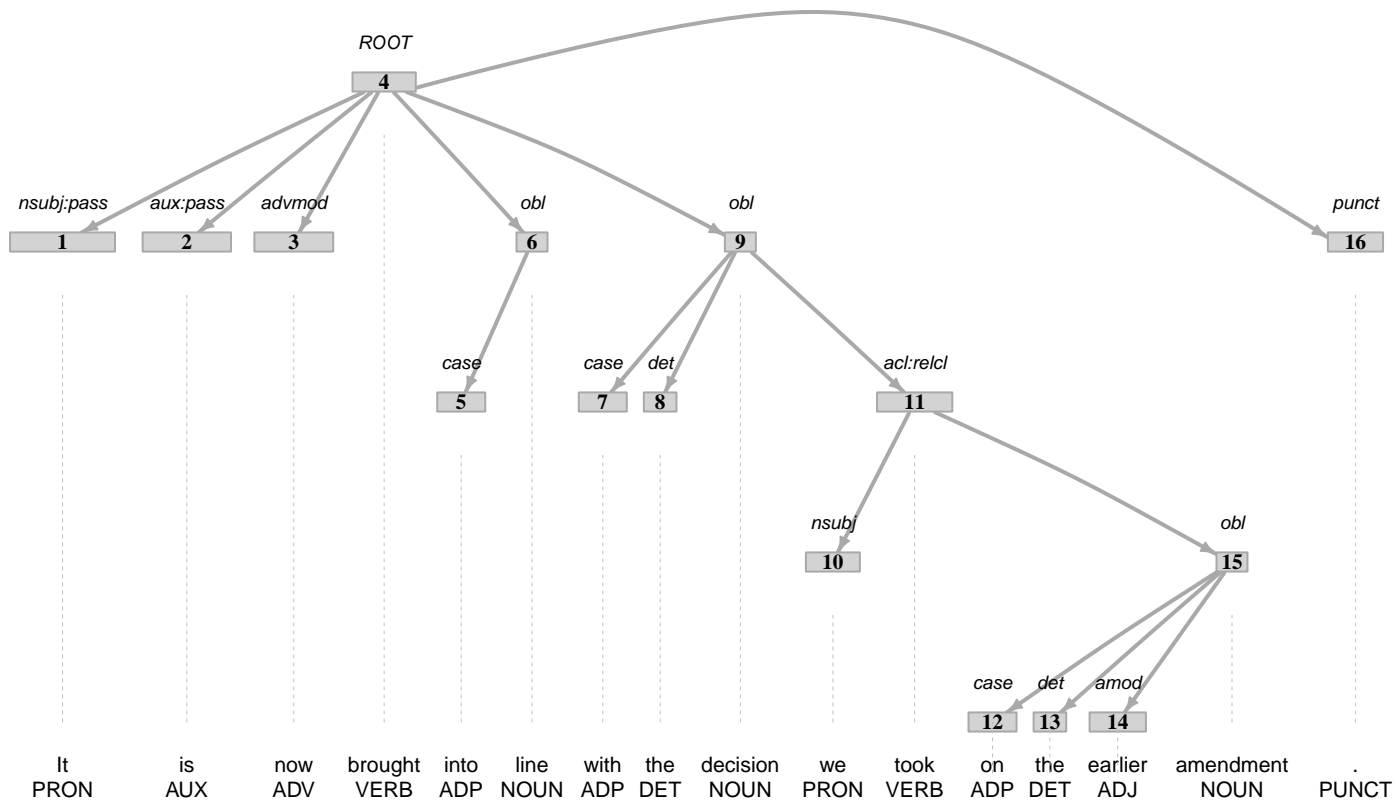 ROOT
4
nsubj:pass aux:pass advmod obl obl punct
1 2 3 6 9 16
case case det acl:relcl
5 7 8 11
nsubj obl
10 15
case det amod
12 13 14
It is now brought into line with the decision we took on the earlier amendment .
PRON AUX ADV VERB ADP NOUN ADP DET NOUN PRON VERB ADP DET ADJ NOUN PUNCT